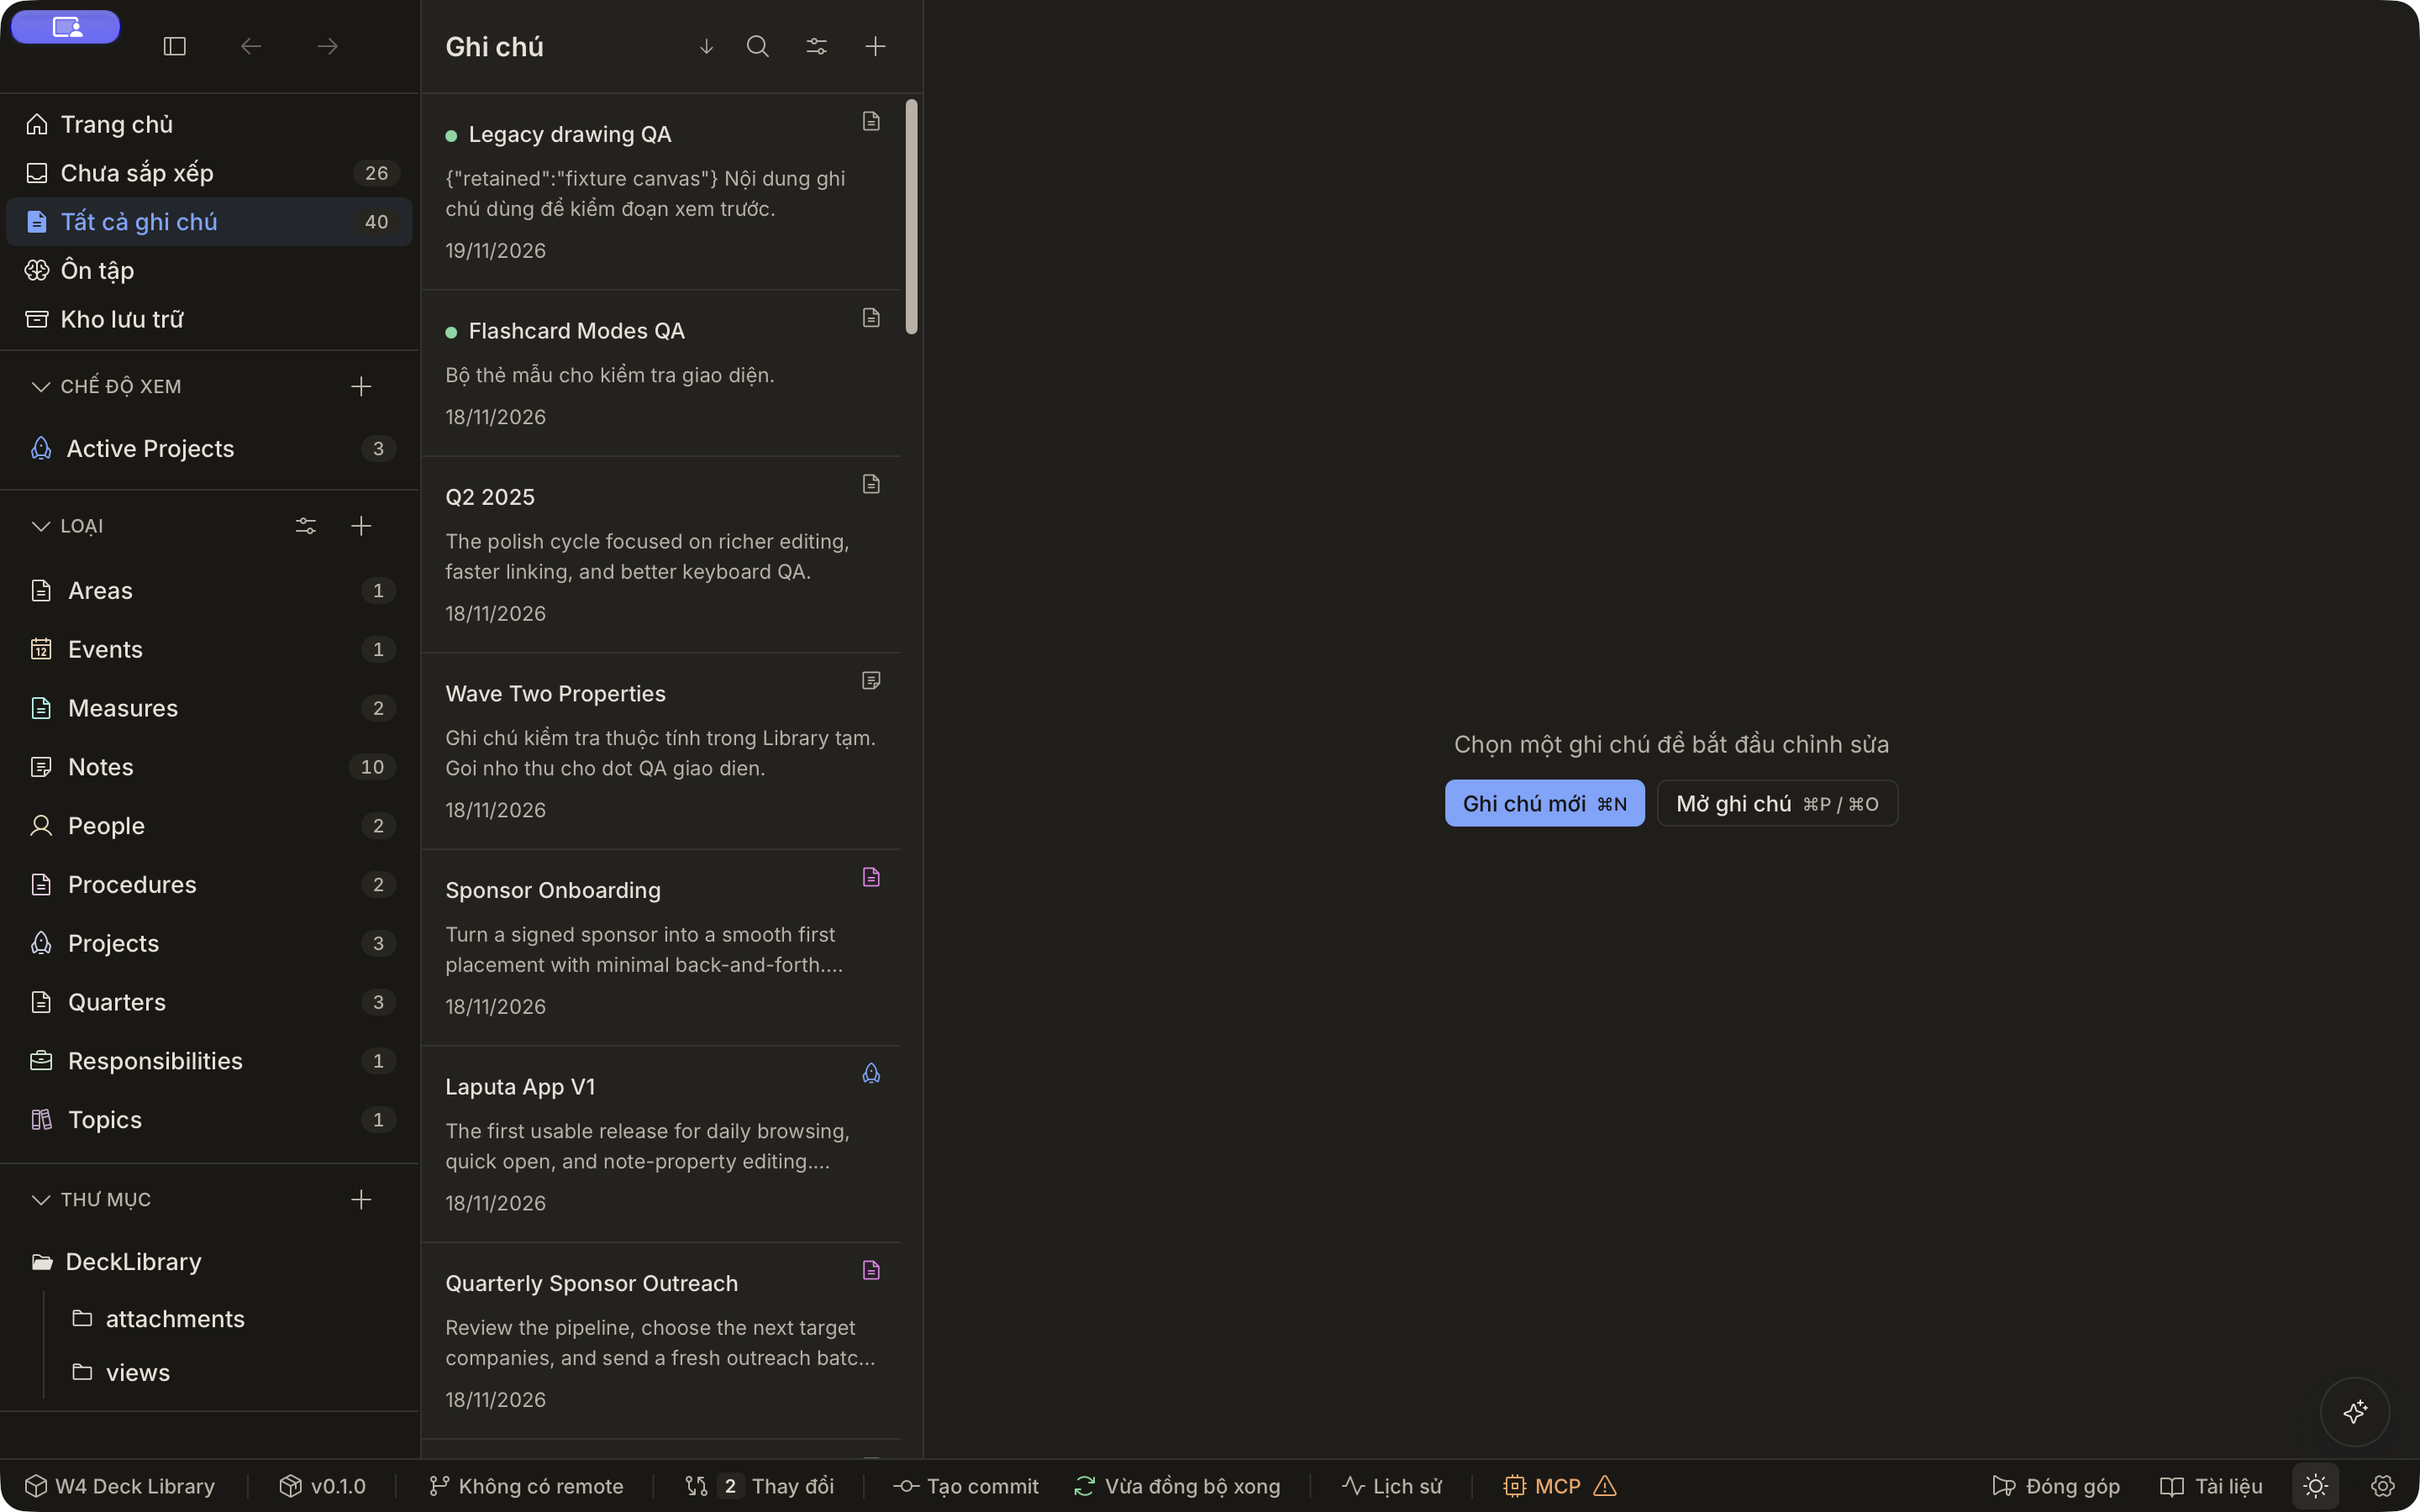 Ghi chú
Trang chủ
Chưa sắp xếp 26
Tất cả ghi chú 40
Ôn tập
Kho lưu trữ
CHẾ ĐỘ XEM
Active Projects 3
LOẠI
Areas 1
Events 1
Measures 2
Notes 10
People 2
Procedures 2
Projects 3
Quarters 3
Responsibilities 1
Topics 1
THƯ MỤC
DeckLibrary
attachments
views
Legacy drawing QA
{"retained":"fixture canvas"} Nội dung ghi
chú dùng để kiểm đoạn xem trước.
19/11/2026
Flashcard Modes QA
Bộ thẻ mẫu cho kiểm tra giao diện.
18/11/2026
Q2 2025
The polish cycle focused on richer editing,
faster linking, and better keyboard QA.
18/11/2026
Wave Two Properties
Ghi chú kiểm tra thuộc tính trong Library tạm.
Goi nho thu cho dot QA giao dien.
18/11/2026
Sponsor Onboarding
Turn a signed sponsor into a smooth first
placement with minimal back-and-forth....
18/11/2026
Laputa App V1
The first usable release for daily browsing,
quick open, and note-property editing....
18/11/2026
Quarterly Sponsor Outreach
Review the pipeline, choose the next target
companies, and send a fresh outreach batc...
18/11/2026
Chọn một ghi chú để bắt đầu chỉnh sửa
Ghi chú mới ⌘N Mở ghi chú ⌘P / ⌘O
W4 Deck Library v0.1.0 Không có remote 2 Thay đổi Tạo commit Vừa đồng bộ xong Lịch sử MCP Đóng góp Tài liệu